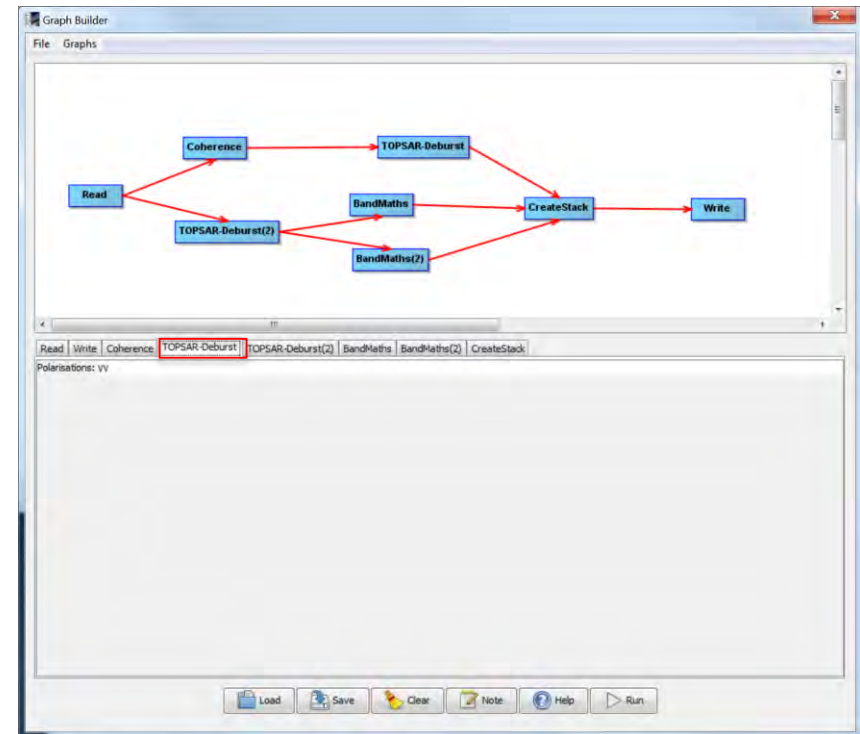 Graph Builder
File Graphs
Coherence TOPSAR-Deburst
Read BandMaths CreateStack Write
TOPSAR-Deburst(2)
BandMaths(2)
Read Write Coherence TOPSAR-Deburst TOPSAR-Deburst(2) BandMaths BandMaths(2) CreateStack
Polarisations: VV
Load Save Clear Note Help Run